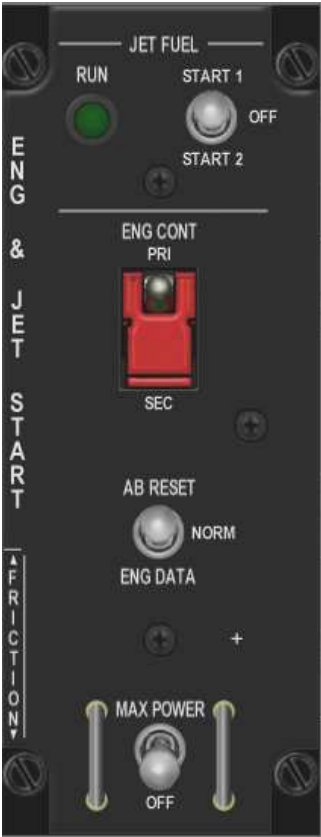 JET FUEL
RUN
START 1
OFF
START 2
ENG & JET START
ENG CONT
PRI
SEC
AB RESET
NORM
ENG DATA
FRICTION
+
MAX POWER
OFF